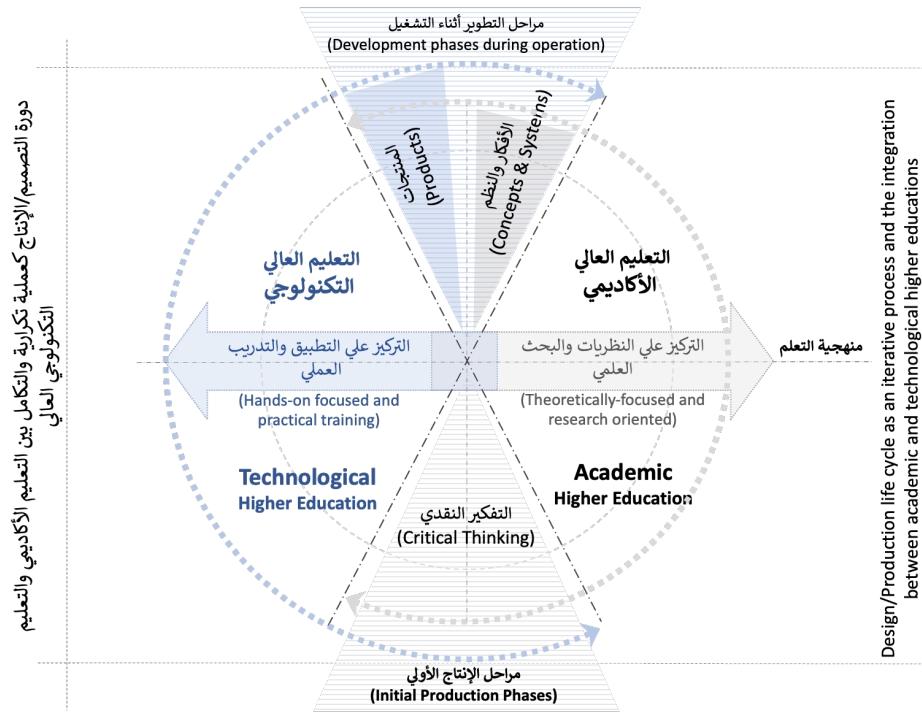 مراحل التطوير أثناء التشغيل
(Development phases during operation)
المنتجات
(Products)
الأفكار والنظم
(Concepts & Systems)
التعليم العالي
التكنولوجي
التعليم العالي
الأكاديمي
التركيز علي التطبيق والتدريب
العملي
(Hands-on focused and
practical training)
التركيز علي النظريات والبحث
العلمي
(Theoretically-focused and
research oriented)
منهجية التعلم
Technological
Higher Education
Academic
Higher Education
التفكير النقدي
(Critical Thinking)
مراحل الإنتاج الأولي
(Initial Production Phases)
دورة التصميم/الإنتاج كعملية تكرارية والتكامل بين التعليم الأكاديمي والتعليم
التكنولوجي العالي
Design/Production life cycle as an iterative process and the integration
between academic and technological higher educations